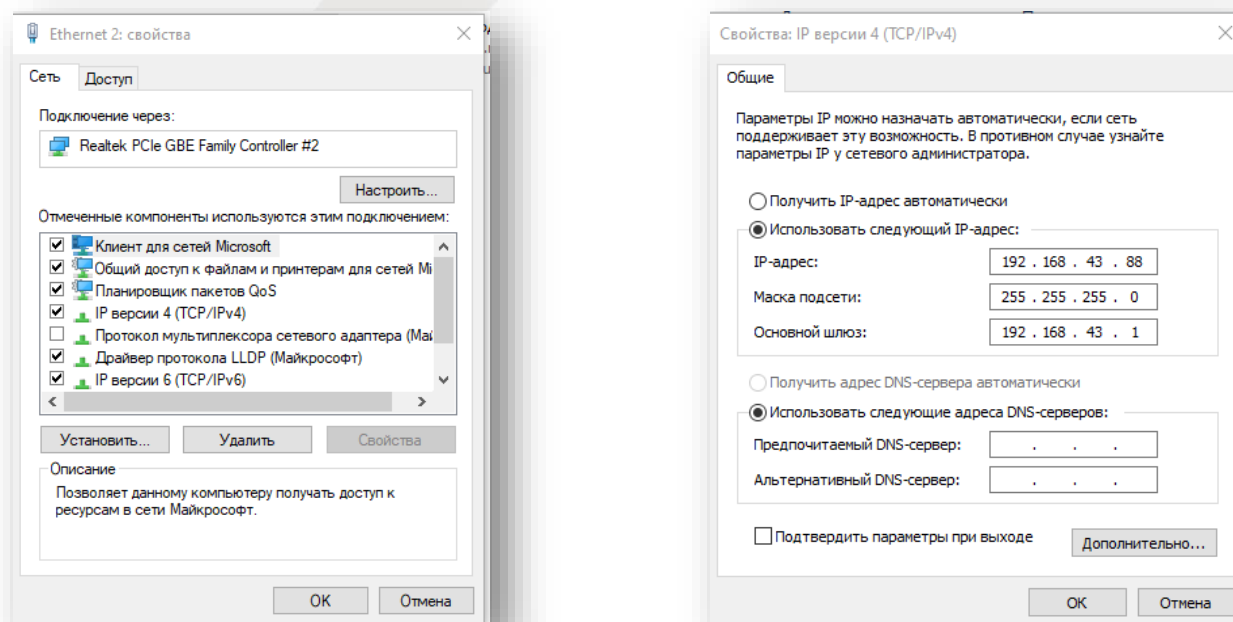 Ethernet 2: свойства
Сеть
Доступ
Подключение через:
Realtek PCIe GBE Family Controller #2
Настроить...
Отмеченные компоненты используются этим подключением:
Клиент для сетей Microsoft
Общий доступ к файлам и принтерам для сетей Mi
Планировщик пакетов QoS
IP версии 4 (TCP/IPv4)
Протокол мультиплексора сетевого адаптера (Май
Драйвер протокола LLDP (Майкрософт)
IP версии 6 (TCP/IPv6)
Установить...
Удалить
Свойства
Описание
Позволяет данному компьютеру получать доступ к
ресурсам в сети Майкрософт.
OK
Отмена
Свойства: IP версии 4 (TCP/IPv4)
Общие
Параметры IP можно назначать автоматически, если сеть
поддерживает эту возможность. В противном случае узнайте
параметры IP у сетевого администратора.
Получить IP-адрес автоматически
Использовать следующий IP-адрес:
IP-адрес: 192 . 168 . 43 . 88
Маска подсети: 255 . 255 . 255 . 0
Основной шлюз: 192 . 168 . 43 . 1
Получить адрес DNS-сервера автоматически
Использовать следующие адреса DNS-серверов:
Предпочитаемый DNS-сервер: . . .
Альтернативный DNS-сервер: . . .
Подтвердить параметры при выходе
Дополнительно...
OK
Отмена